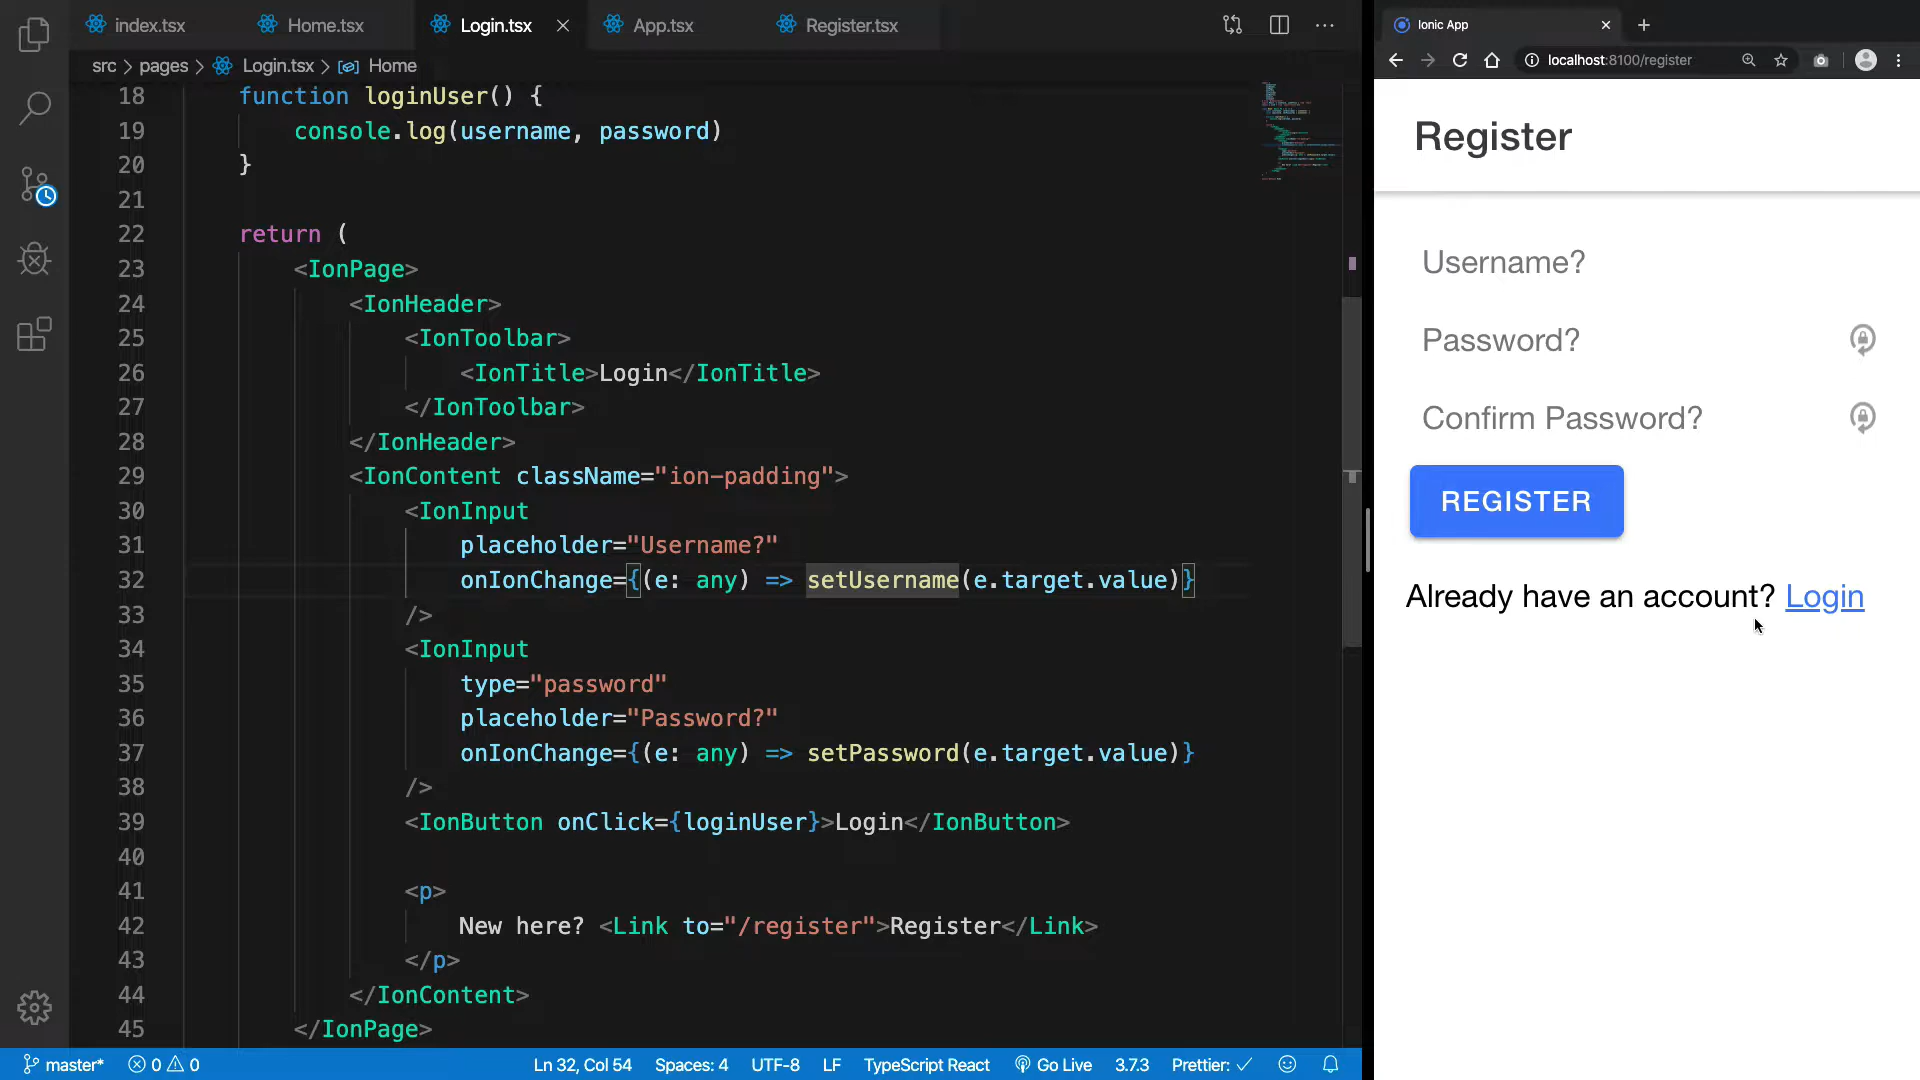 index.tsx
Home.tsx
Login.tsx
App.tsx
Register.tsx
src > pages > Login.tsx > Home
18 function loginUser() {
19 console.log(username, password)
20 }
21
22 return (
23 <IonPage>
24 <IonHeader>
25 <IonToolbar>
26 <IonTitle>Login</IonTitle>
27 </IonToolbar>
28 </IonHeader>
29 <IonContent className="ion-padding">
30 <IonInput
31 placeholder="Username?"
32 onIonChange={(e: any) => setUsername(e.target.value)}
33 />
34 <IonInput
35 type="password"
36 placeholder="Password?"
37 onIonChange={(e: any) => setPassword(e.target.value)}
38 />
39 <IonButton onClick={loginUser}>Login</IonButton>
40
41 <p>
42 New here? <Link to="/register">Register</Link>
43 </p>
44 </IonContent>
45 </IonPage>
master*
0
0
Ln 32, Col 54
Spaces: 4
UTF-8
LF
TypeScript React
Go Live
3.7.3
Prettier: ✓
Ionic App
localhost:8100/register
Register
Username?
Password?
Confirm Password?
REGISTER
Already have an account? Login